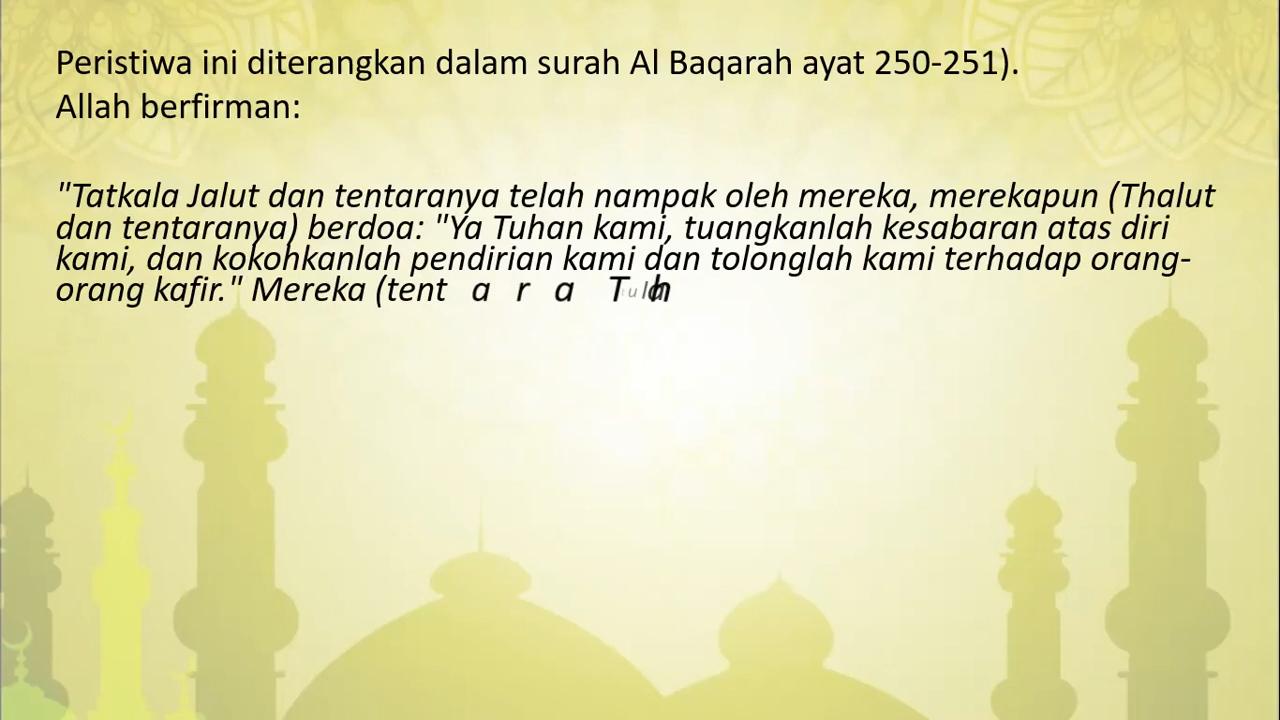 Peristiwa ini diterangkan dalam surah Al Baqarah ayat 250-251).
Allah berfirman:
"Tatkala Jalut dan tentaranya telah nampak oleh mereka, merekapun (Thalut
dan tentaranya) berdoa: "Ya Tuhan kami, tuangkanlah kesabaran atas diri
kami, dan kokohkanlah pendirian kami dan tolonglah kami terhadap orang-
orang kafir." Mereka (tent a r a